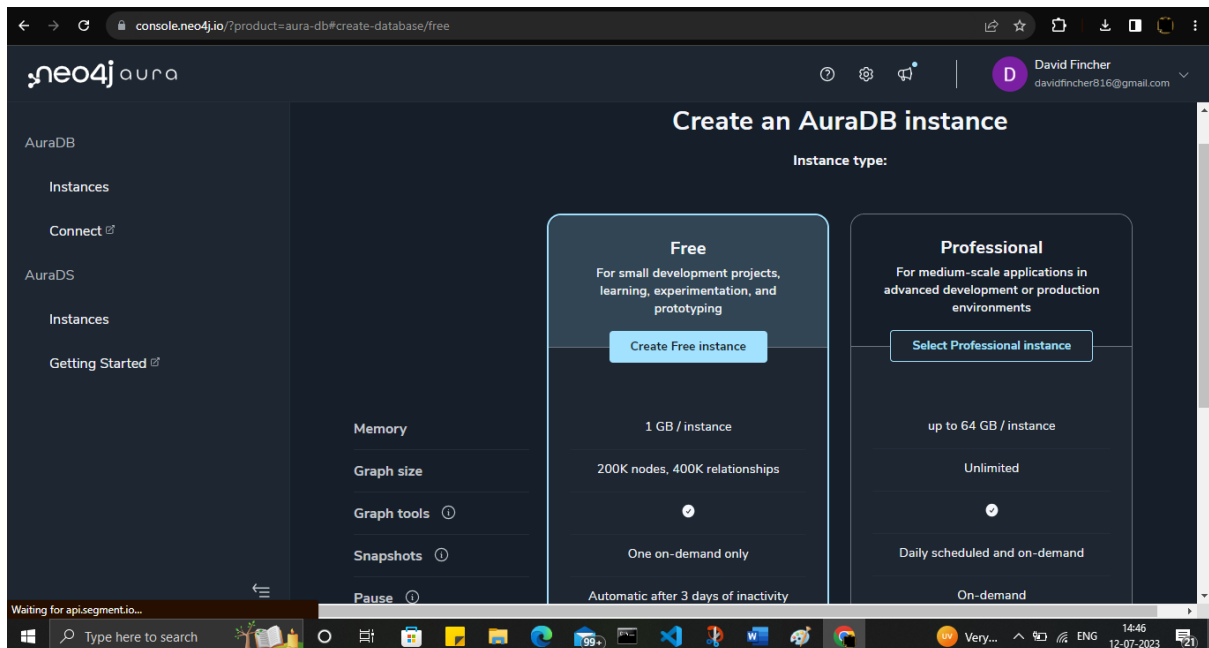 console.neo4j.io/?product=aura-db#create-database/free
neo4j aura
D
David Fincher
davidfincher816@gmail.com
AuraDB
Instances
Connect
AuraDS
Instances
Getting Started
Create an AuraDB instance
Instance type:
Free
For small development projects,
learning, experimentation, and
prototyping
Create Free instance
Professional
For medium-scale applications in
advanced development or production
environments
Select Professional instance
Memory
1 GB / instance
up to 64 GB / instance
Graph size
200K nodes, 400K relationships
Unlimited
Graph tools
Snapshots
One on-demand only
Daily scheduled and on-demand
Pause
Automatic after 3 days of inactivity
On-demand
Waiting for api.segment.io...
Type here to search
99+
UV
Very...
ENG
14:46
12-07-2023
21